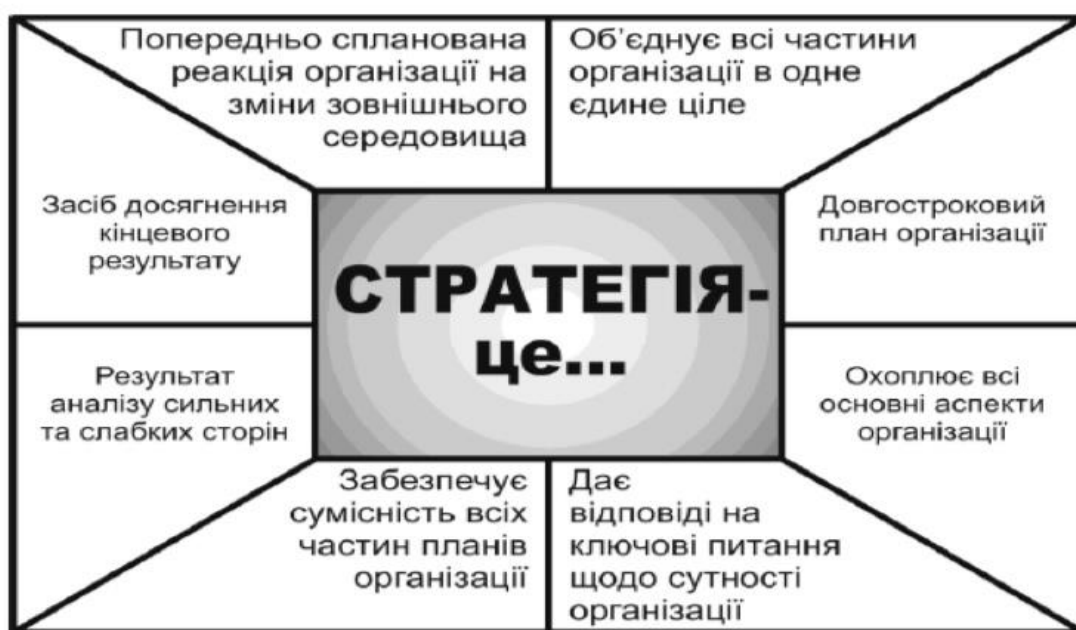 Попередньо спланована
реакція організації на
зміни зовнішнього
середовища
Об’єднує всі частини
організації в одне
єдине ціле
Засіб досягнення
кінцевого
результату
СТРАТЕГІЯ-
це...
Довгостроковий
план організації
Результат
аналізу сильних
та слабких сторін
Охоплює всі
основні аспекти
організації
Забезпечує
сумісність всіх
частин планів
організації
Дає
відповіді на
ключові питання
щодо сутності
організації